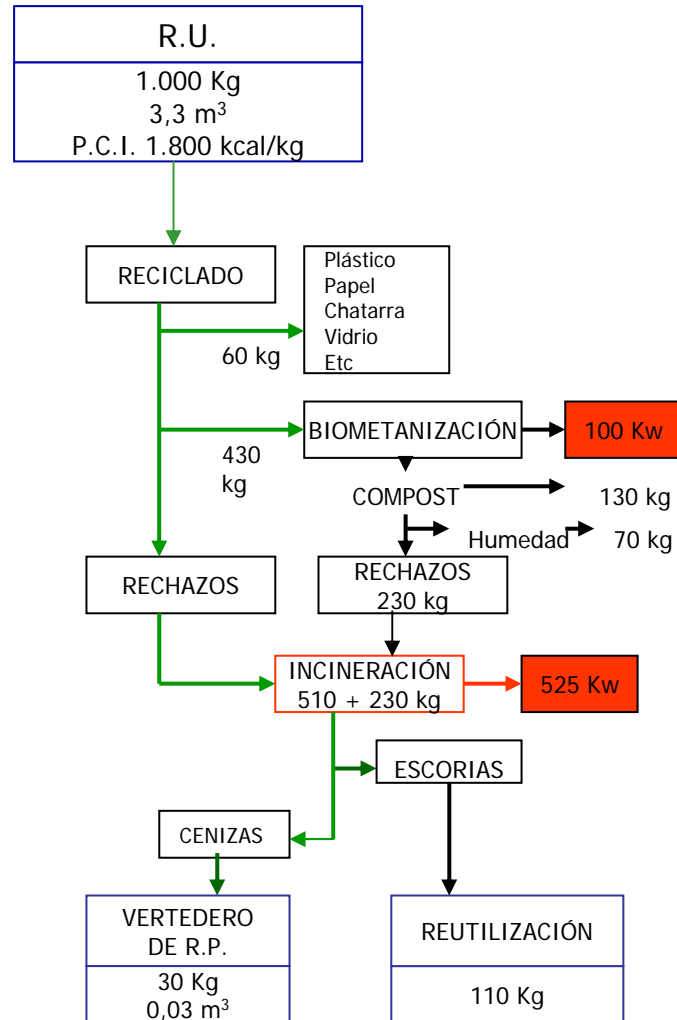 R.U.
1.000 Kg
3,3 m³
P.C.I. 1.800 kcal/kg
RECICLADO
Plástico
Papel
Chatarra
Vidrio
Etc
60 kg
BIOMETANIZACIÓN
100 Kw
430
kg
COMPOST
130 kg
Humedad
70 kg
RECHAZOS
RECHAZOS
230 kg
INCINERACIÓN
510 + 230 kg
525 Kw
ESCORIAS
CENIZAS
VERTEDERO
DE R.P.
30 Kg
0,03 m³
REUTILIZACIÓN
110 Kg